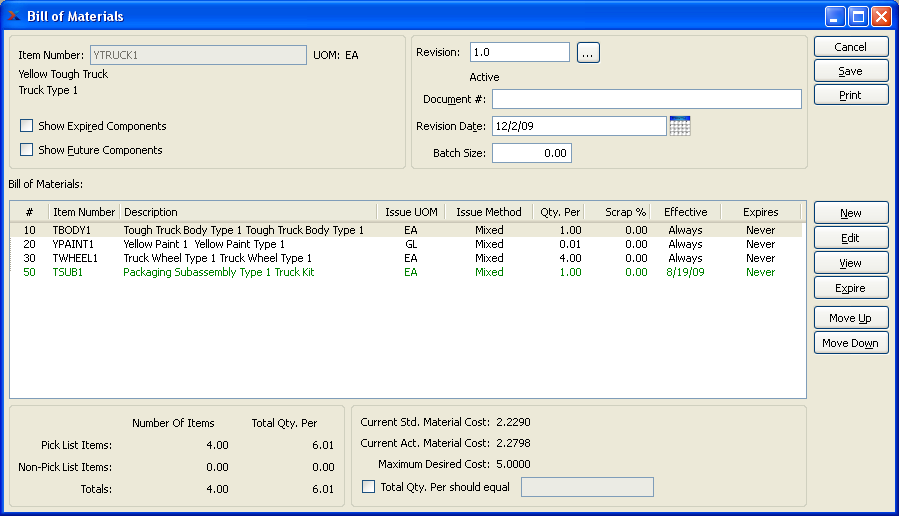 Bill of Materials
Item Number: YTRUCK1 UOM: EA
Yellow Tough Truck
Truck Type 1
Show Expired Components
Show Future Components
Revision: 1.0 ...
Active
Document #:
Revision Date: 12/2/09
Batch Size: 0.00
Cancel
Save
Print
Bill of Materials:
# Item Number Description Issue UOM Issue Method Qty. Per Scrap % Effective Expires
10 TBODY1 Tough Truck Body Type 1 Tough Truck Body Type 1 EA Mixed 1.00 0.00 Always Never
20 YPAINT1 Yellow Paint 1 Yellow Paint Type 1 GL Mixed 0.01 0.00 Always Never
30 TWHEEL1 Truck Wheel Type 1 Truck Wheel Type 1 EA Mixed 4.00 0.00 Always Never
50 TSUB1 Packaging Subassembly Type 1 Truck Kit EA Mixed 1.00 0.00 8/19/09 Never
New
Edit
View
Expire
Move Up
Move Down
Number Of Items Total Qty. Per
Pick List Items: 4.00 6.01
Non-Pick List Items: 0.00 0.00
Totals: 4.00 6.01
Current Std. Material Cost: 2.2290
Current Act. Material Cost: 2.2798
Maximum Desired Cost: 5.0000
Total Qty. Per should equal